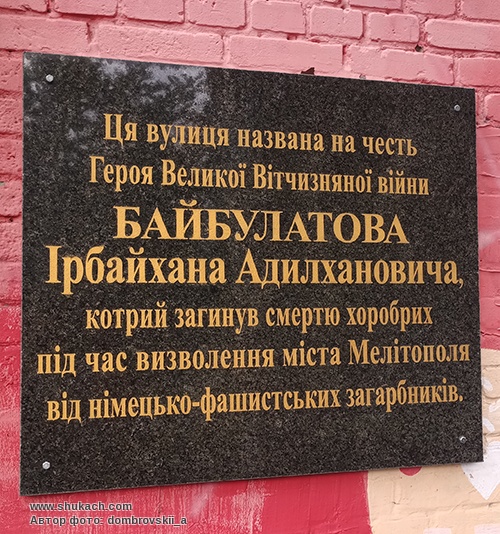 Ця вулиця названа на честь
Героя Великої Вітчизняної війни
БАЙБУЛАТОВА
Ірбайхана Адилхановича,
котрий загинув смертю хоробрих
під час визволення міста Мелітополя
від німецько-фашистських загарбників.
www.shukach.com
Автор фото: dombrovskii_a